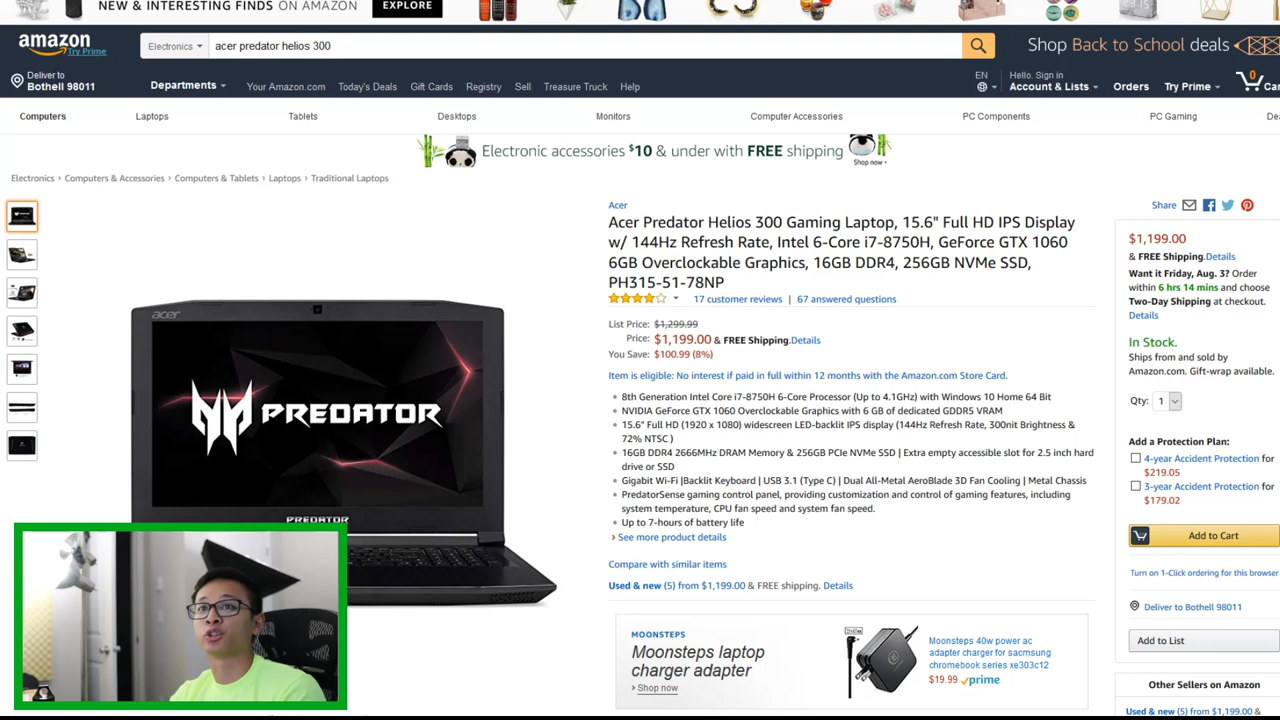 NEW & INTERESTING FINDS ON AMAZON
EXPLORE
amazon
Try Prime
Electronics
acer predator helios 300
Shop Back to School deals
Deliver to
Bothell 98011
Departments
Your Amazon.com
Today's Deals
Gift Cards
Registry
Sell
Treasure Truck
Help
EN
Hello. Sign in
Account & Lists
Orders
Try Prime
0
Computers
Laptops
Tablets
Desktops
Monitors
Computer Accessories
PC Components
PC Gaming
Electronic accessories $10 & under with FREE shipping
Shop now ›
Electronics › Computers & Accessories › Computers & Tablets › Laptops › Traditional Laptops
acer
PREDATOR
PREDATOR
Acer
Acer Predator Helios 300 Gaming Laptop, 15.6" Full HD IPS Display
w/ 144Hz Refresh Rate, Intel 6-Core i7-8750H, GeForce GTX 1060
6GB Overclockable Graphics, 16GB DDR4, 256GB NVMe SSD,
PH315-51-78NP
17 customer reviews | 67 answered questions
List Price: $1,299.99
Price: $1,199.00 & FREE Shipping. Details
You Save: $100.99 (8%)
Item is eligible: No interest if paid in full within 12 months with the Amazon.com Store Card.
8th Generation Intel Core i7-8750H 6-Core Processor (Up to 4.1GHz) with Windows 10 Home 64 Bit
NVIDIA GeForce GTX 1060 Overclockable Graphics with 6 GB of dedicated GDDR5 VRAM
15.6" Full HD (1920 x 1080) widescreen LED-backlit IPS display (144Hz Refresh Rate, 300nit Brightness &
72% NTSC )
16GB DDR4 2666MHz DRAM Memory & 256GB PCIe NVMe SSD | Extra empty accessible slot for 2.5 inch hard
drive or SSD
Gigabit Wi-Fi |Backlit Keyboard | USB 3.1 (Type C) | Dual All-Metal AeroBlade 3D Fan Cooling | Metal Chassis
PredatorSense gaming control panel, providing customization and control of gaming features, including
system temperature, CPU fan speed and system fan speed.
Up to 7-hours of battery life
› See more product details
Compare with similar items
Used & new (5) from $1,199.00 & FREE shipping. Details
MOONSTEPS
Moonsteps laptop
charger adapter
› Shop now
Moonsteps 40w power ac
adapter charger for sacmsung
chromebook series xe303c12
$19.99 prime
Share
$1,199.00
& FREE Shipping. Details
Want it Friday, Aug. 3? Order
within 6 hrs 14 mins and choose
Two-Day Shipping at checkout.
Details
In Stock.
Ships from and sold by
Amazon.com. Gift-wrap available.
Qty: 1
Add a Protection Plan:
4-year Accident Protection for
$219.05
3-year Accident Protection for
$179.02
Add to Cart
Turn on 1-Click ordering for this browser
Deliver to Bothell 98011
Add to List
Other Sellers on Amazon
Used & new (5) from $1,199.00 &